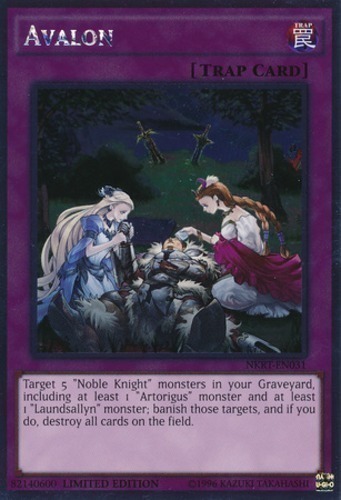 AVALON
TRAP
罠
[TRAP CARD]
NKRT-EN031
Target 5 "Noble Knight" monsters in your Graveyard,
including at least 1 "Artorigus" monster and at least
1 "Laundsallyn" monster; banish those targets, and if you
do, destroy all cards on the field.
82140600 LIMITED EDITION ©1996 KAZUKI TAKAHASHI